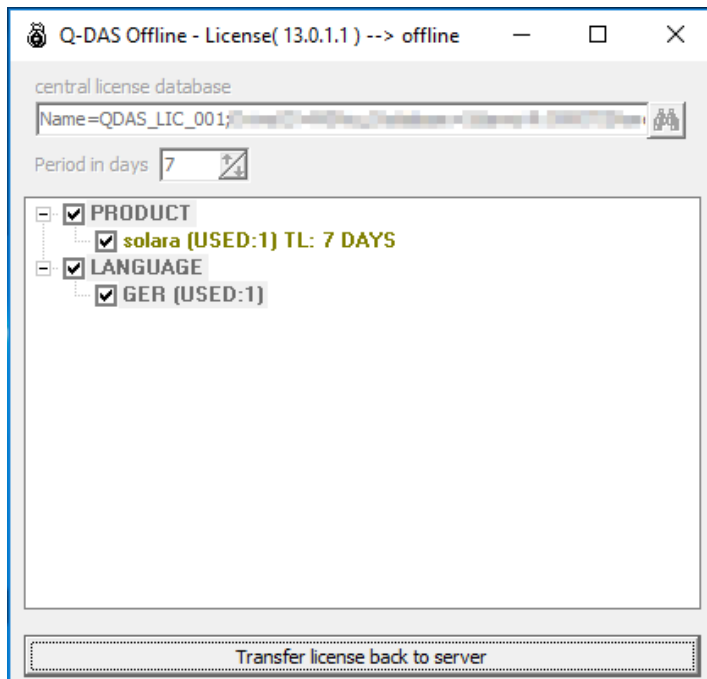 Q-DAS Offline - License( 13.0.1.1 ) --> offline
central license database
Name=QDAS_LIC_001;
Period in days 7
PRODUCT
solara (USED:1) TL: 7 DAYS
LANGUAGE
GER (USED:1)
Transfer license back to server